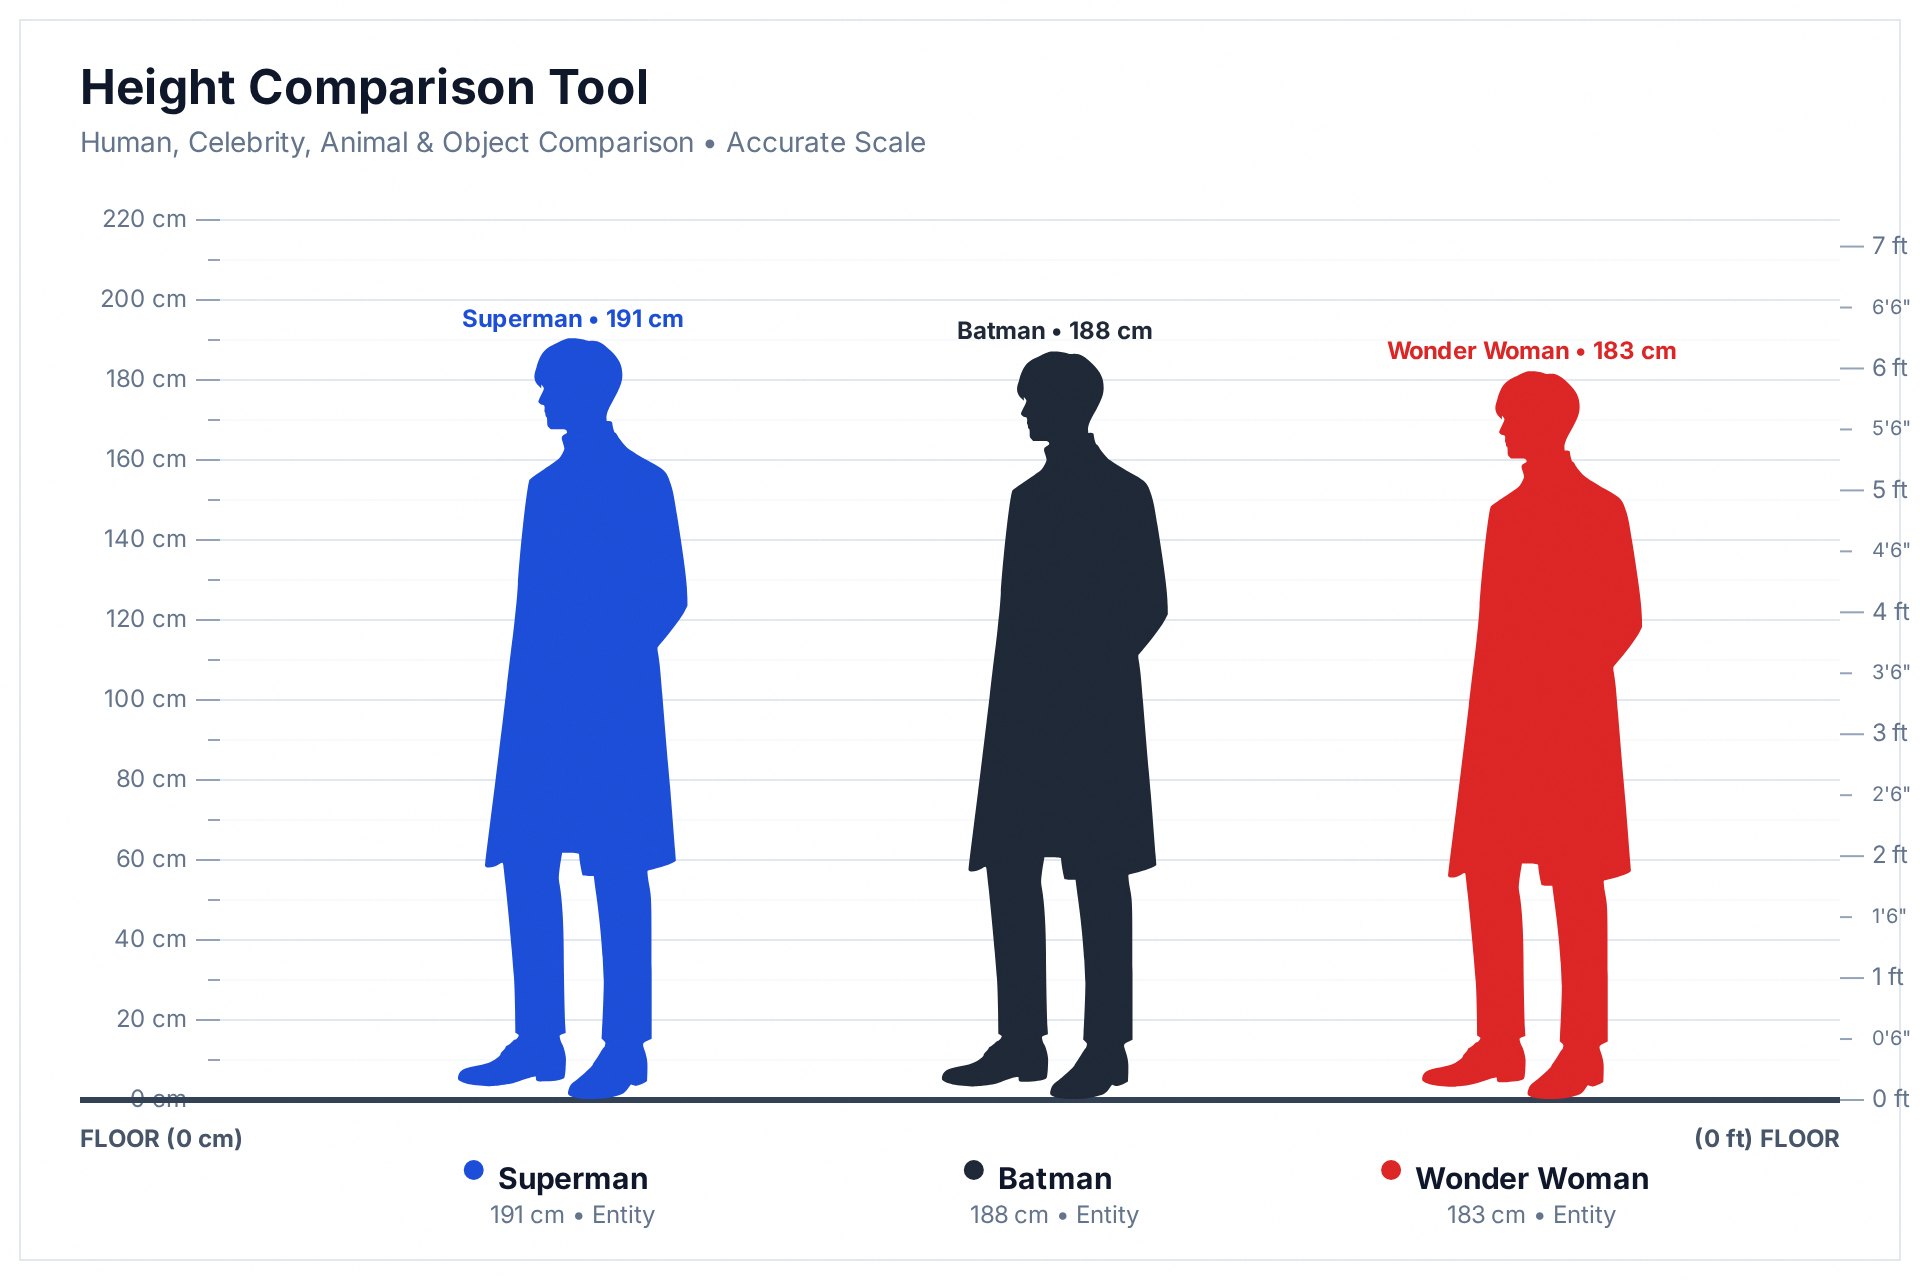 Height Comparison Tool
Human, Celebrity, Animal & Object Comparison • Accurate Scale
220 cm
7 ft
200 cm
6'6"
Superman • 191 cm
Batman • 188 cm
Wonder Woman • 183 cm
180 cm
6 ft
5'6"
160 cm
5 ft
140 cm
4'6"
120 cm
4 ft
3'6"
100 cm
3 ft
80 cm
2'6"
60 cm
2 ft
1'6"
40 cm
1 ft
20 cm
0'6"
0 cm
0 ft
FLOOR (0 cm)
(0 ft) FLOOR
Superman
Batman
Wonder Woman
191 cm • Entity
188 cm • Entity
183 cm • Entity